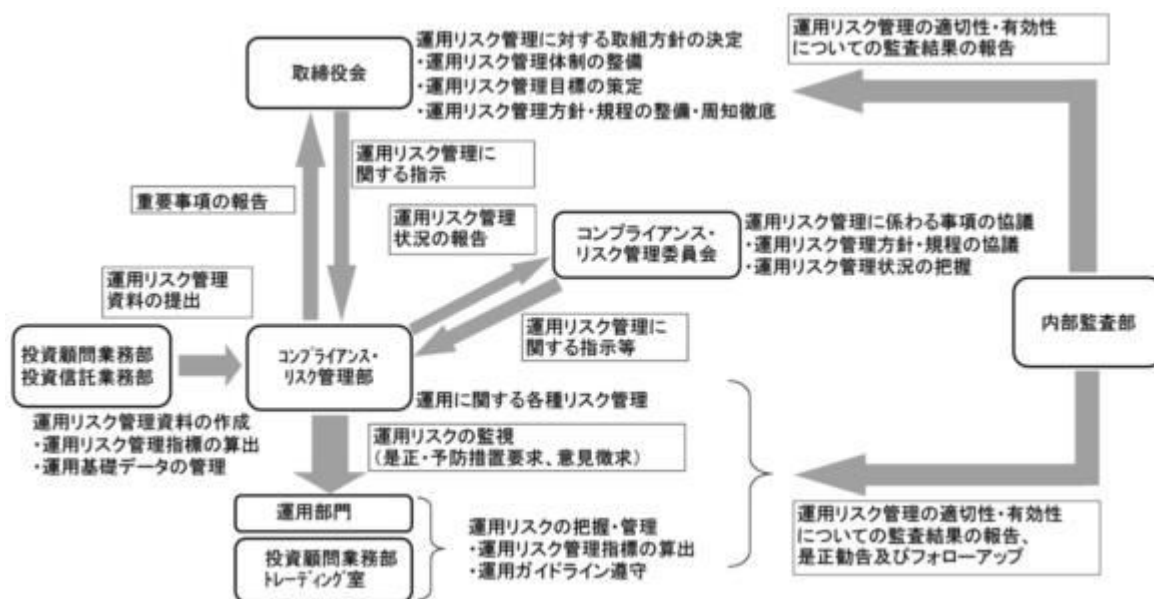 取締役会
運用リスク管理に対する取組方針の決定
・運用リスク管理体制の整備
・運用リスク管理目標の策定
・運用リスク管理方針・規程の整備・周知徹底
運用リスク管理の適切性・有効性
についての監査結果の報告
運用リスク管理に
関する指示
重要事項の報告
運用リスク管理
状況の報告
コンプライアンス・
リスク管理委員会
運用リスク管理に係わる事項の協議
・運用リスク管理方針・規程の協議
・運用リスク管理状況の把握
運用リスク管理
資料の提出
内部監査部
運用リスク管理に
関する指示等
投資顧問業務部
投資信託業務部
コンプライアンス・
リスク管理部
運用リスク管理資料の作成
・運用リスク管理指標の算出
・運用基礎データの管理
運用に関する各種リスク管理
運用リスクの監視
(是正・予防措置要求、意見徴求)
運用部門
投資顧問業務部
トレーディング室
運用リスクの把握・管理
・運用リスク管理指標の算出
・運用ガイドライン遵守
運用リスク管理の適切性・有効性
についての監査結果の報告、
是正勧告及びフォローアップ